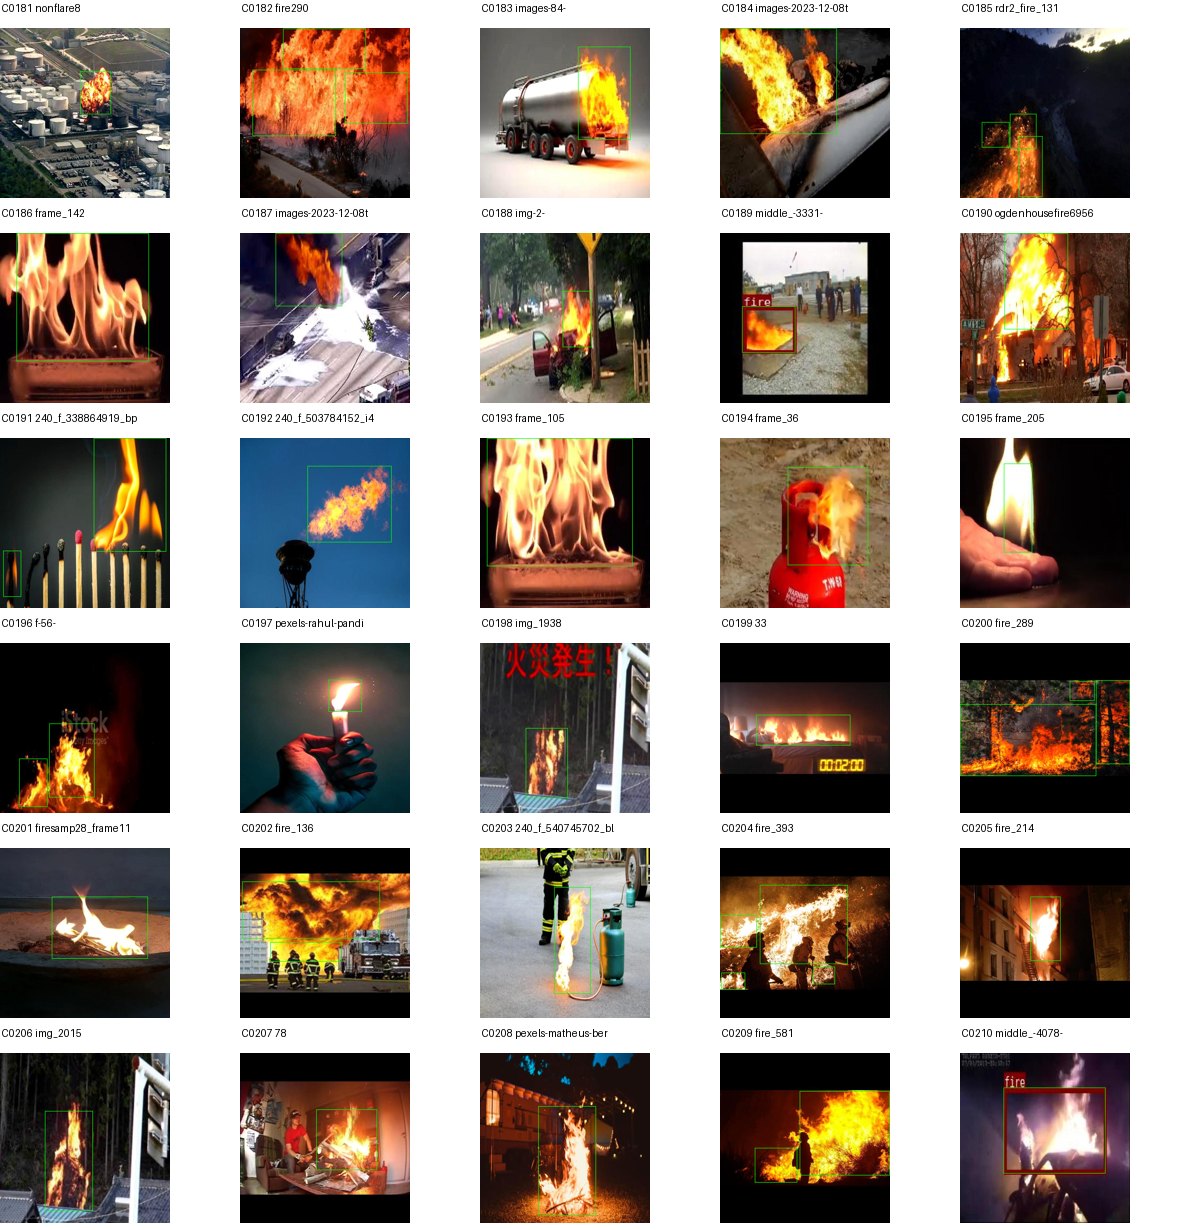 C0181 nonflare8
C0182 fire290
C0183 images-84-
C0184 images-2023-12-08t
C0185 rdr2_fire_131
C0186 frame_142
C0187 images-2023-12-08t
C0188 img-2-
C0189 middle_-3331-
C0190 ogdenhousefire6956
fire
C0191 240_f_338864919_bp
C0192 240_f_503784152_i4
C0193 frame_105
C0194 frame_36
C0195 frame_205
WARNING
C0196 f-56-
C0197 pexels-rahul-pandi
C0198 img_1938
C0199 33
C0200 fire_289
火災発生!
iStock
00:02:00
C0201 firesamp28_frame11
C0202 fire_136
C0203 240_f_540745702_bl
C0204 fire_393
C0205 fire_214
C0206 img_2015
C0207 78
C0208 pexels-matheus-ber
C0209 fire_581
C0210 middle_-4078-
fire